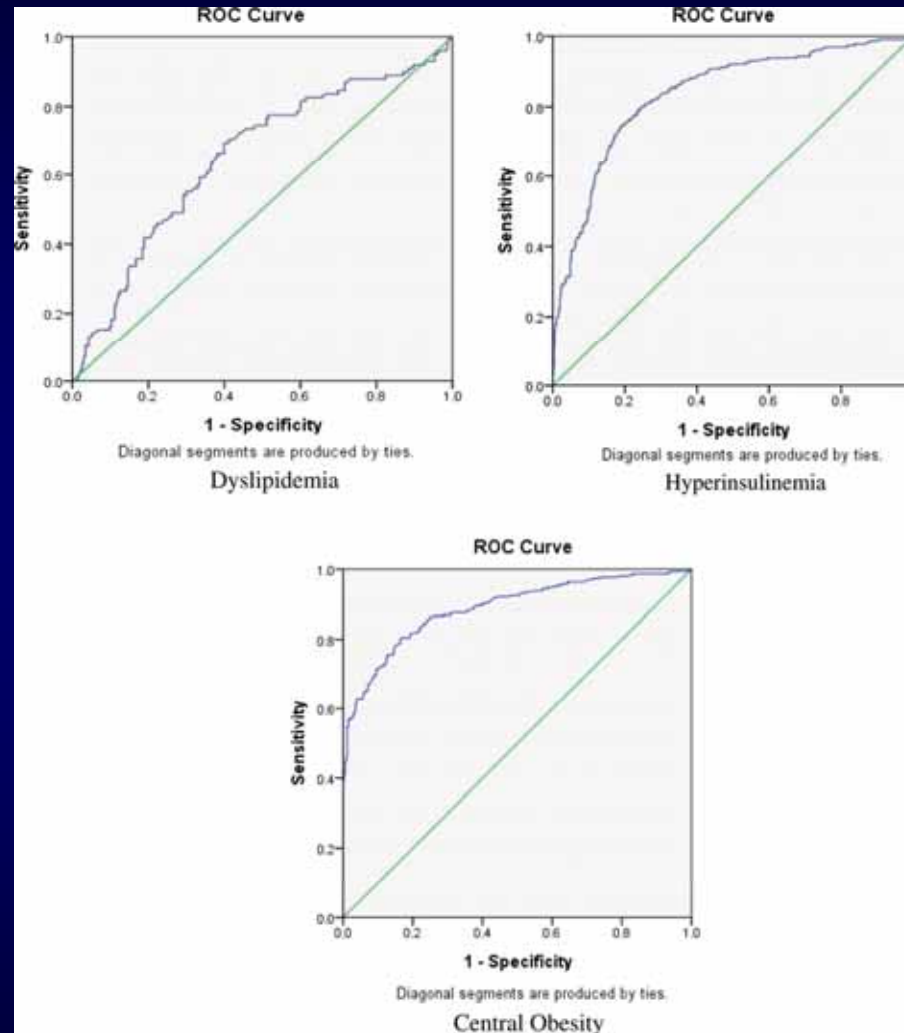 ROC Curve
1.0
0.8
0.6
0.4
0.2
0.0
Sensitivity
0.0 0.2 0.4 0.6 0.8 1.0
1 - Specificity
Diagonal segments are produced by ties.
Dyslipidemia
ROC Curve
1.0
0.8
0.6
0.4
0.2
0.0
Sensitivity
0.0 0.2 0.4 0.6 0.8
1 - Specificity
Diagonal segments are produced by ties.
Hyperinsulinemia
ROC Curve
1.0
0.8
0.6
0.4
0.2
0.0
Sensitivity
0.0 0.2 0.4 0.6 0.8 1.0
1 - Specificity
Diagonal segments are produced by ties.
Central Obesity